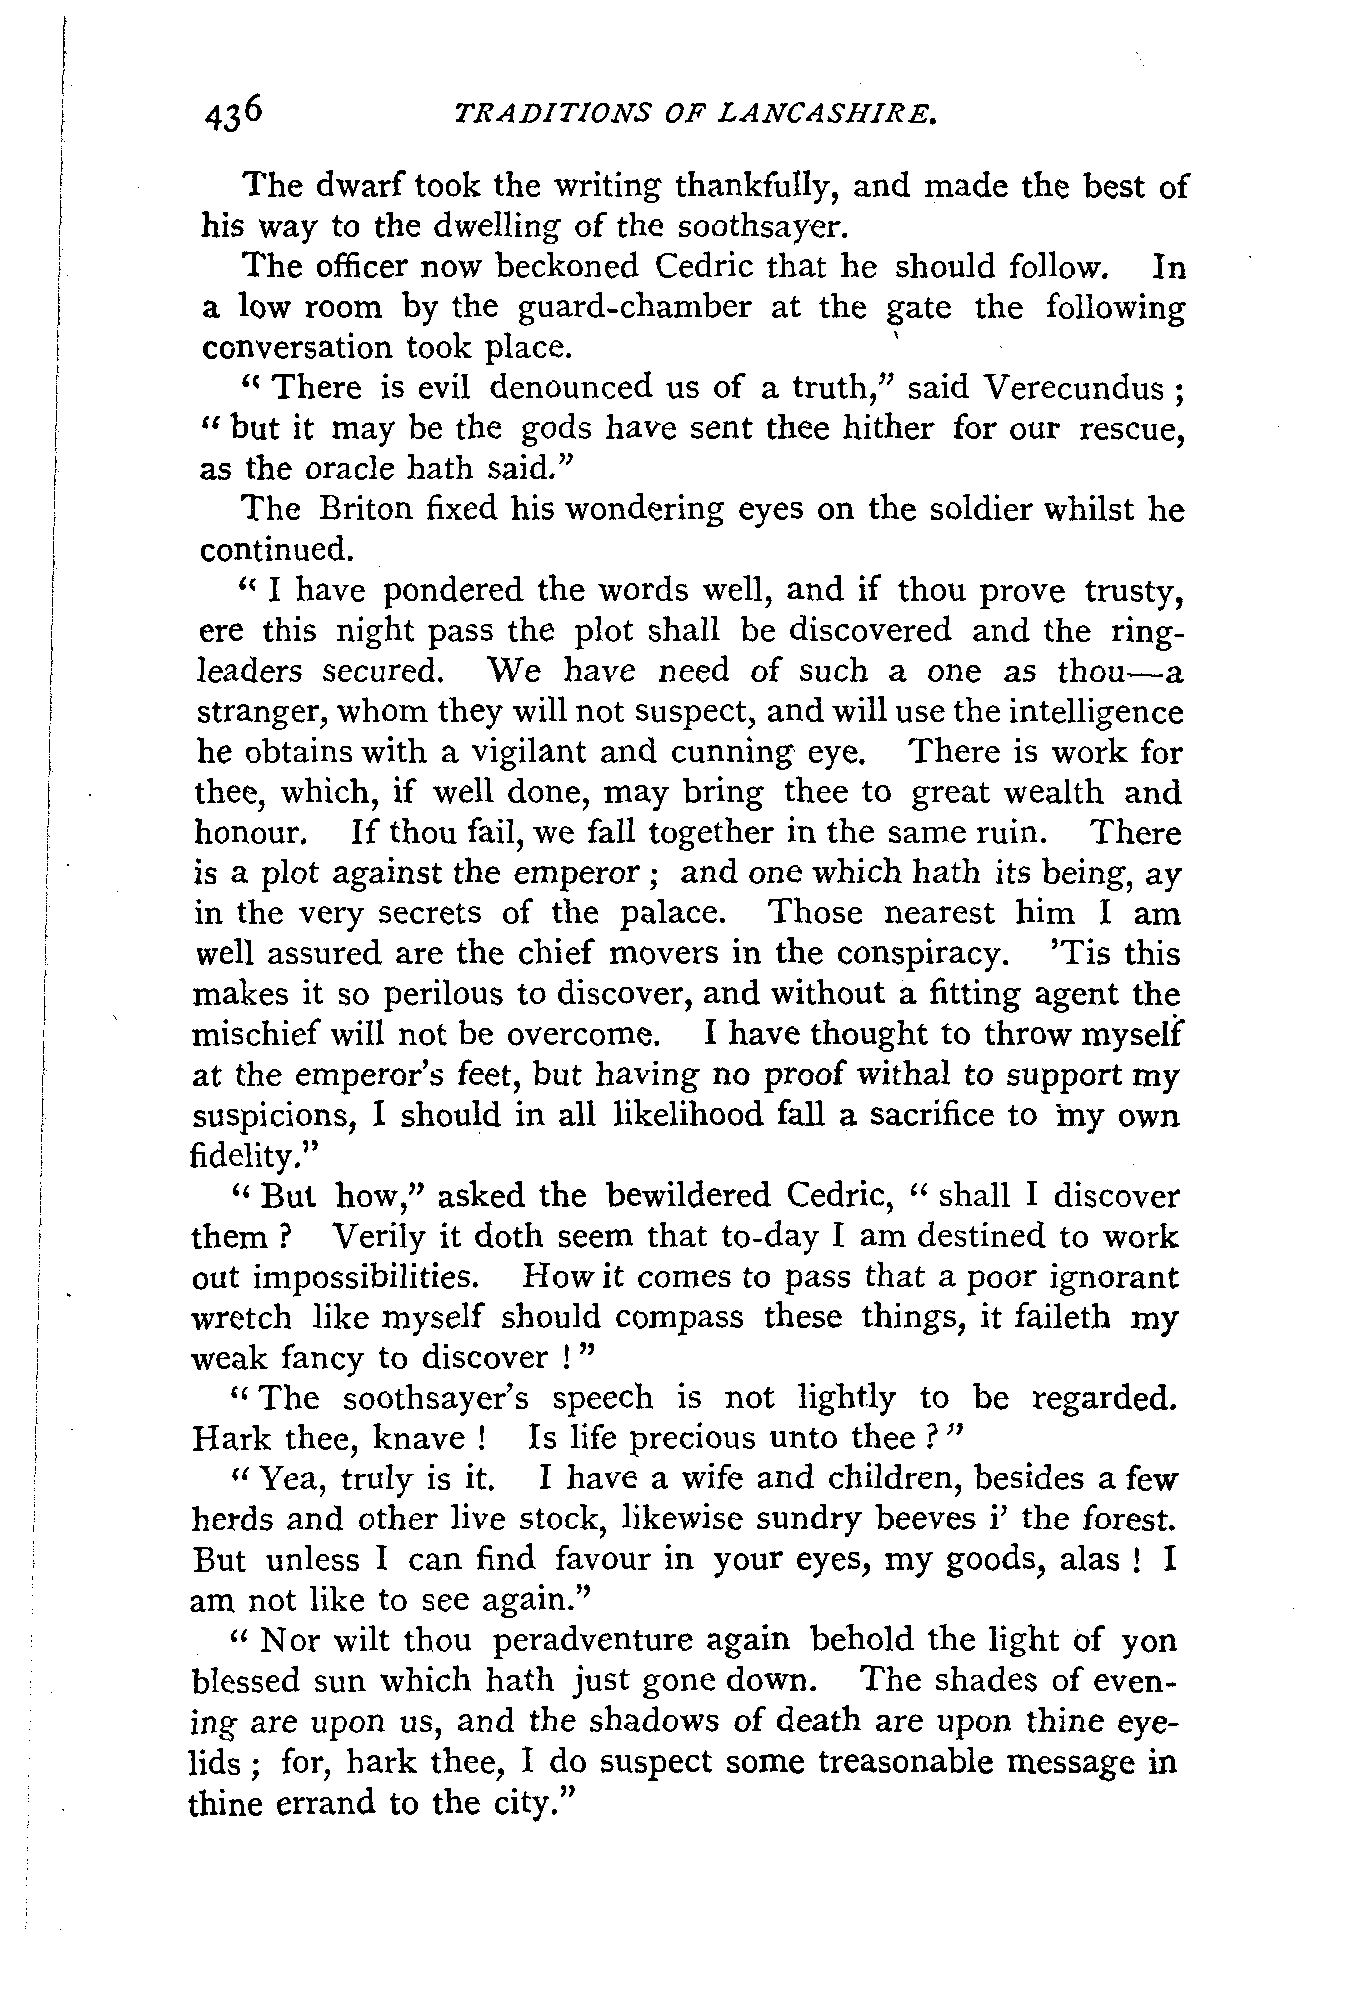 436 TRADITIONS OF LANCASHIRE.
The dwarf took the writing thankfully, and made the best of
his way to the dwelling of the soothsayer.
The officer now beckoned Cedric that he should follow. In
a low room by the guard-chamber at the gate the following
conversation took place.
“ There is evil denounced us of a truth,” said Verecundus ;
“ but it may be the gods have sent thee hither for our rescue,
as the oracle hath said.”
The Briton fixed his wondering eyes on the soldier whilst he
continued.
“ I have pondered the words well, and if thou prove trusty,
ere this night pass the plot shall be discovered and the ring-
leaders secured. We have need of such a one as thou—a
stranger, whom they will not suspect, and will use the intelligence
he obtains with a vigilant and cunning eye. There is work for
thee, which, if well done, may bring thee to great wealth and
honour. If thou fail, we fall together in the same ruin. There
is a plot against the emperor ; and one which hath its being, ay
in the very secrets of the palace. Those nearest him I am
well assured are the chief movers in the conspiracy. ’Tis this
makes it so perilous to discover, and without a fitting agent the
mischief will not be overcome. I have thought to throw myself
at the emperor’s feet, but having no proof withal to support my
suspicions, I should in all likelihood fall a sacrifice to my own
fidelity.”
“ But how,” asked the bewildered Cedric, “ shall I discover
them ? Verily it doth seem that to-day I am destined to work
out impossibilities. How it comes to pass that a poor ignorant
wretch like myself should compass these things, it faileth my
weak fancy to discover ! ”
“ The soothsayer’s speech is not lightly to be regarded.
Hark thee, knave ! Is life precious unto thee ? ”
“ Yea, truly is it. I have a wife and children, besides a few
herds and other live stock, likewise sundry beeves i’ the forest.
But unless I can find favour in your eyes, my goods, alas ! I
am not like to see again.”
“ Nor wilt thou peradventure again behold the light of yon
blessed sun which hath just gone down. The shades of even-
ing are upon us, and the shadows of death are upon thine eye-
lids ; for, hark thee, I do suspect some treasonable message in
thine errand to the city.”